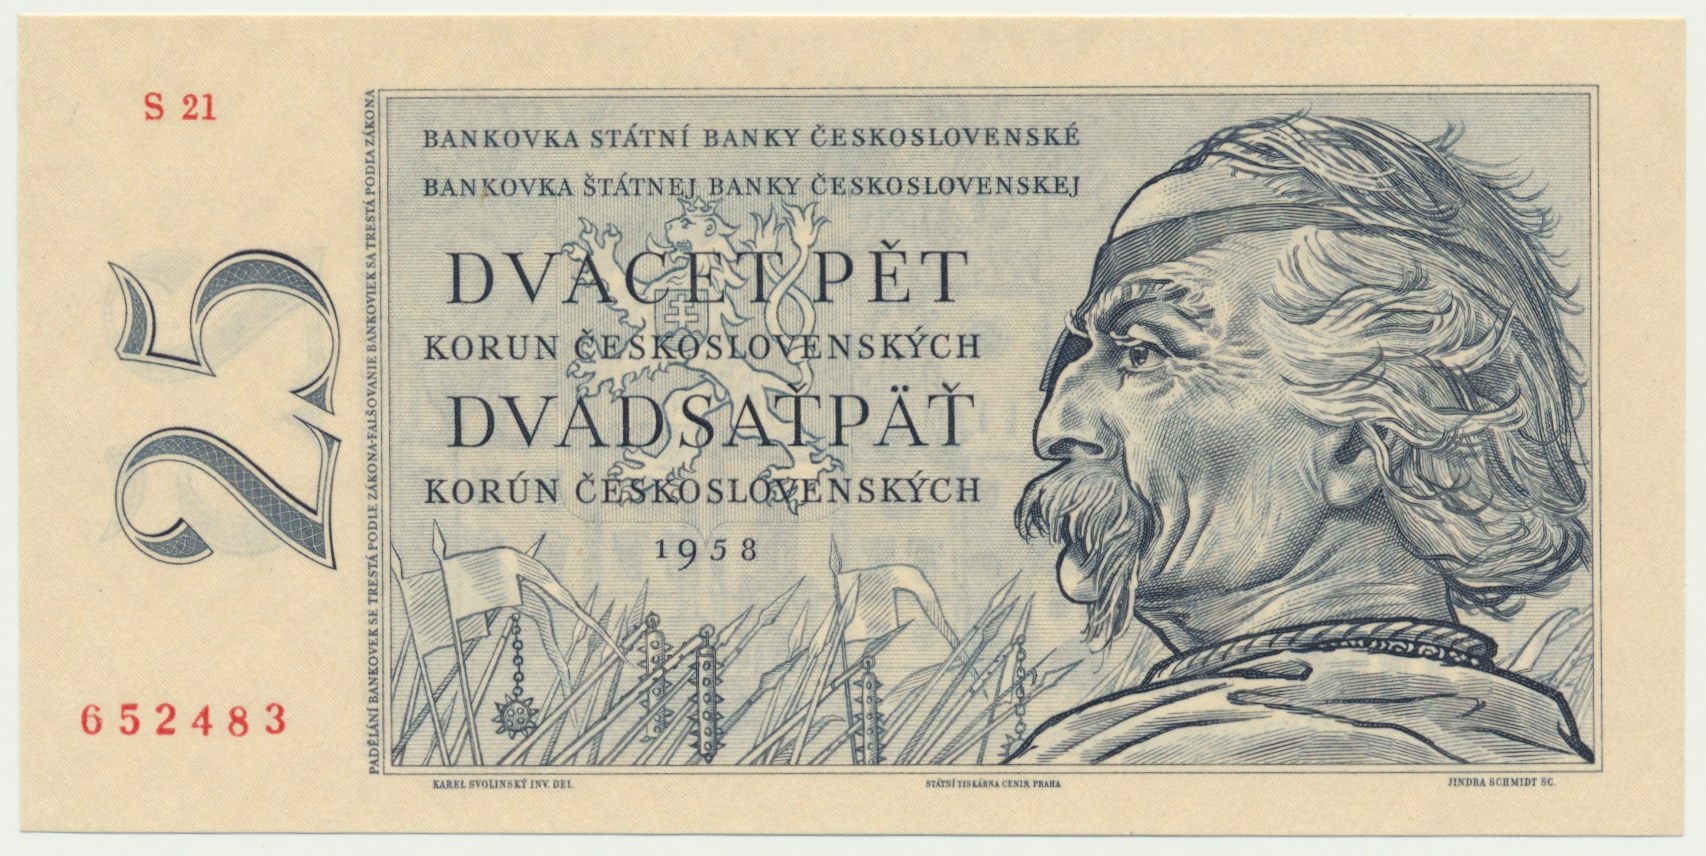 S 21
25
PADĚLÁNÍ BANKOVEK SE TRESTÁ PODLE ZÁKONA-FALŠOVANIE BANKOVIEK SA TRESTÁ PODĽA ZÁKONA
BANKOVKA STÁTNÍ BANKY ČESKOSLOVENSKÉ
BANKOVKA ŠTÁTNEJ BANKY ČESKOSLOVENSKEJ
DVACET PĚT
KORUN ČESKOSLOVENSKÝCH
DVADSAŤPÄŤ
KORÚN ČESKOSLOVENSKÝCH
1958
652483
KAREL SVOLINSKÝ INV. DEL.
STÁTNÍ TISKÁRNA CENIN, PRAHA
JINDRA SCHMIDT SC.